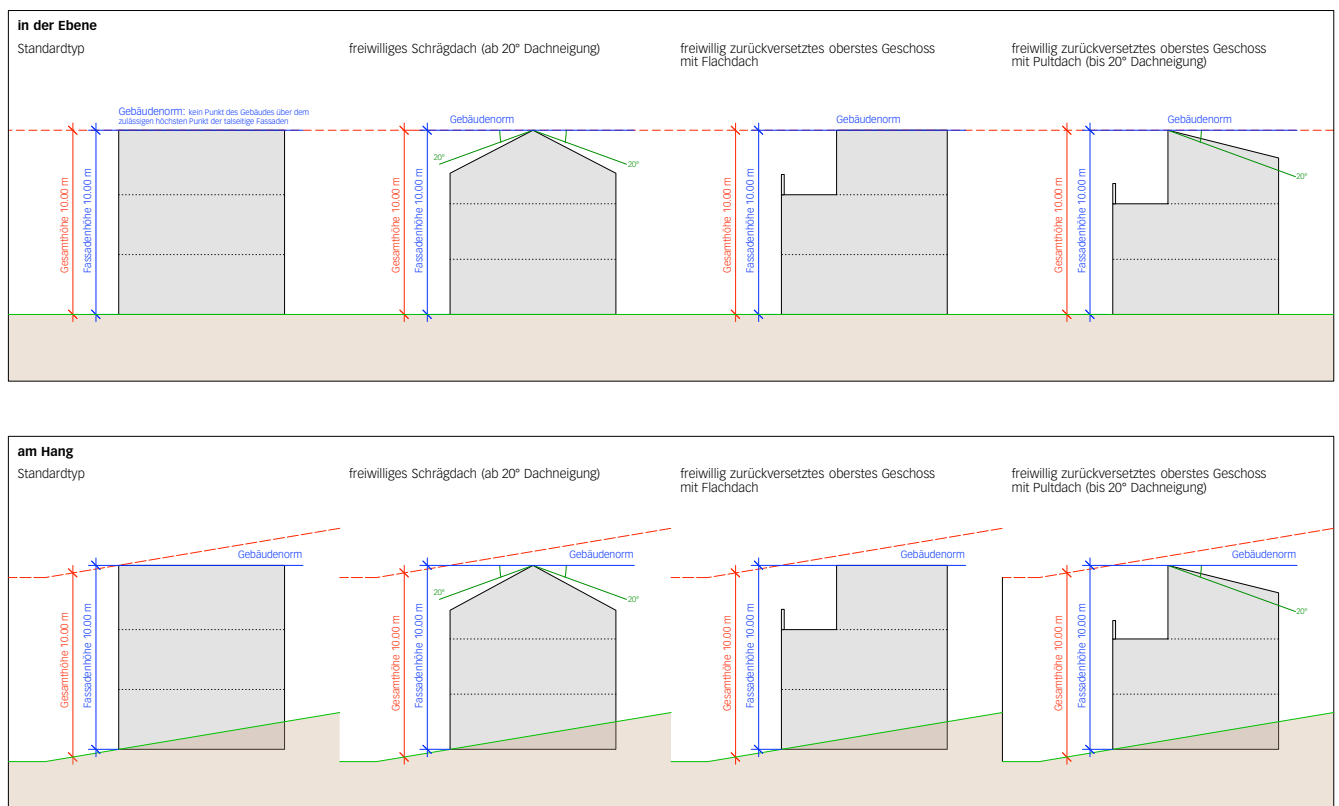 in der Ebene
Standardtyp
freiwilliges Schrägdach (ab 20° Dachneigung)
freiwillig zurückversetztes oberstes Geschoss
mit Flachdach
freiwillig zurückversetztes oberstes Geschoss
mit Pultdach (bis 20° Dachneigung)
Gebäudenorm: kein Punkt des Gebäudes über dem
zulässigen höchsten Punkt der talseitige Fassaden
Gebäudenorm
Gebäudenorm
Gebäudenorm
20°
20°
20°
Gesamthöhe 10.00 m
Fassadenhöhe 10.00 m
Gesamthöhe 10.00 m
Fassadenhöhe 10.00 m
Gesamthöhe 10.00 m
Fassadenhöhe 10.00 m
Gesamthöhe 10.00 m
Fassadenhöhe 10.00 m
am Hang
Standardtyp
freiwilliges Schrägdach (ab 20° Dachneigung)
freiwillig zurückversetztes oberstes Geschoss
mit Flachdach
freiwillig zurückversetztes oberstes Geschoss
mit Pultdach (bis 20° Dachneigung)
Gebäudenorm
Gebäudenorm
Gebäudenorm
Gebäudenorm
20°
20°
20°
Gesamthöhe 10.00 m
Fassadenhöhe 10.00 m
Gesamthöhe 10.00 m
Fassadenhöhe 10.00 m
Gesamthöhe 10.00 m
Fassadenhöhe 10.00 m
Gesamthöhe 10.00 m
Fassadenhöhe 10.00 m